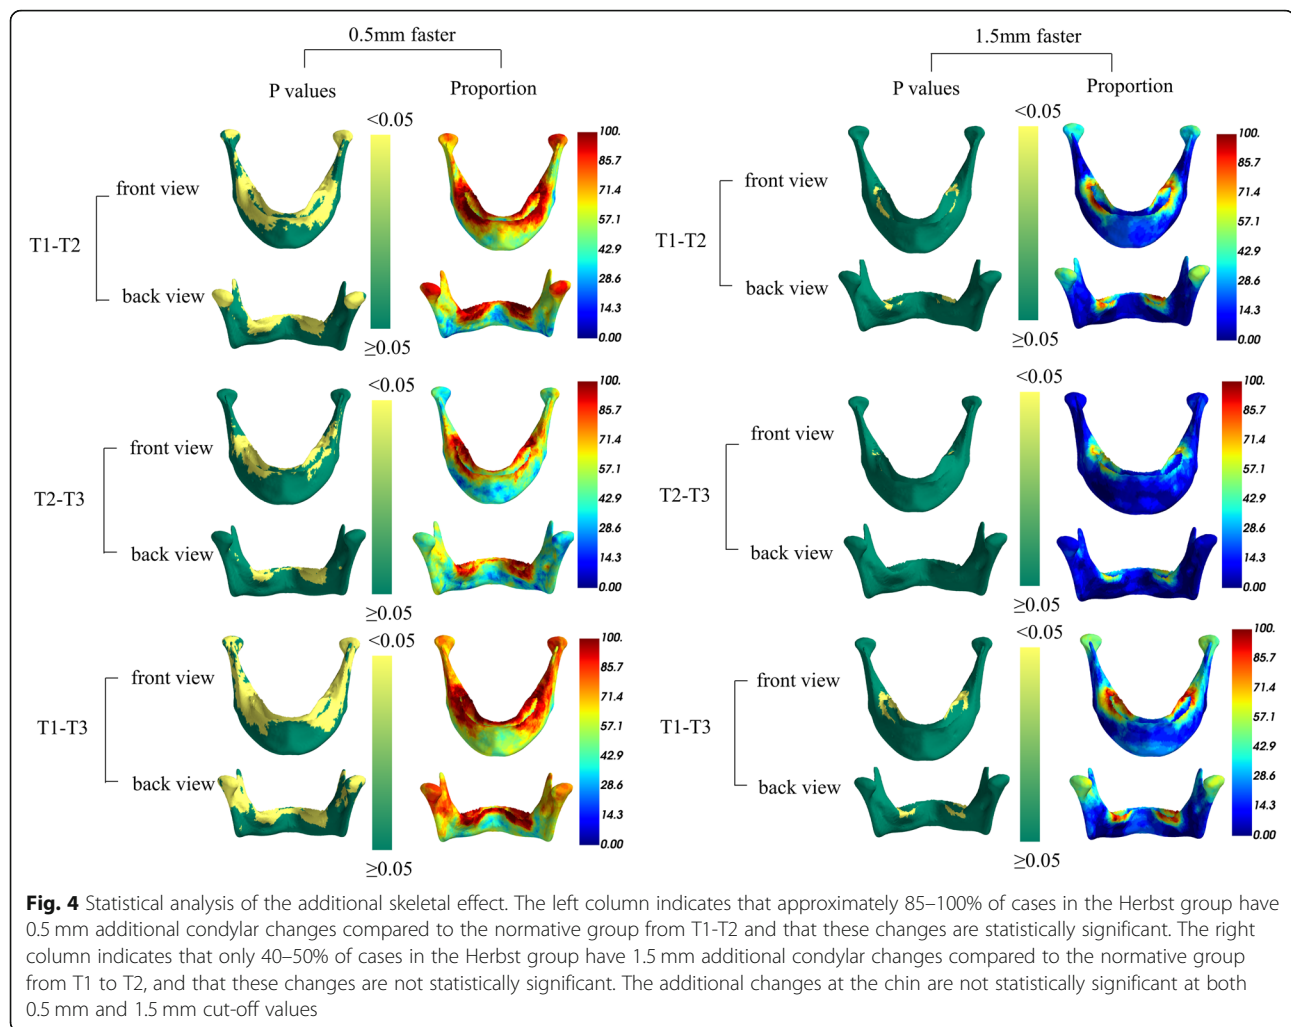 0.5mm faster
P values
Proportion
<0.05
≥0.05
T1-T2
front view
back view
100.
85.7
71.4
57.1
42.9
28.6
14.3
0.00
<0.05
≥0.05
T2-T3
front view
back view
100.
85.7
71.4
57.1
42.9
28.6
14.3
0.00
<0.05
≥0.05
T1-T3
front view
back view
100.
85.7
71.4
57.1
42.9
28.6
14.3
0.00
1.5mm faster
P values
Proportion
<0.05
≥0.05
T1-T2
front view
back view
100.
85.7
71.4
57.1
42.9
28.6
14.3
0.00
<0.05
≥0.05
T2-T3
front view
back view
100.
85.7
71.4
57.1
42.9
28.6
14.3
0.00
<0.05
≥0.05
T1-T3
front view
back view
100.
85.7
71.4
57.1
42.9
28.6
14.3
0.00
Fig. 4 Statistical analysis of the additional skeletal effect. The left column indicates that approximately 85–100% of cases in the Herbst group have
0.5 mm additional condylar changes compared to the normative group from T1-T2 and that these changes are statistically significant. The right
column indicates that only 40–50% of cases in the Herbst group have 1.5 mm additional condylar changes compared to the normative group
from T1 to T2, and that these changes are not statistically significant. The additional changes at the chin are not statistically significant at both
0.5 mm and 1.5 mm cut-off values